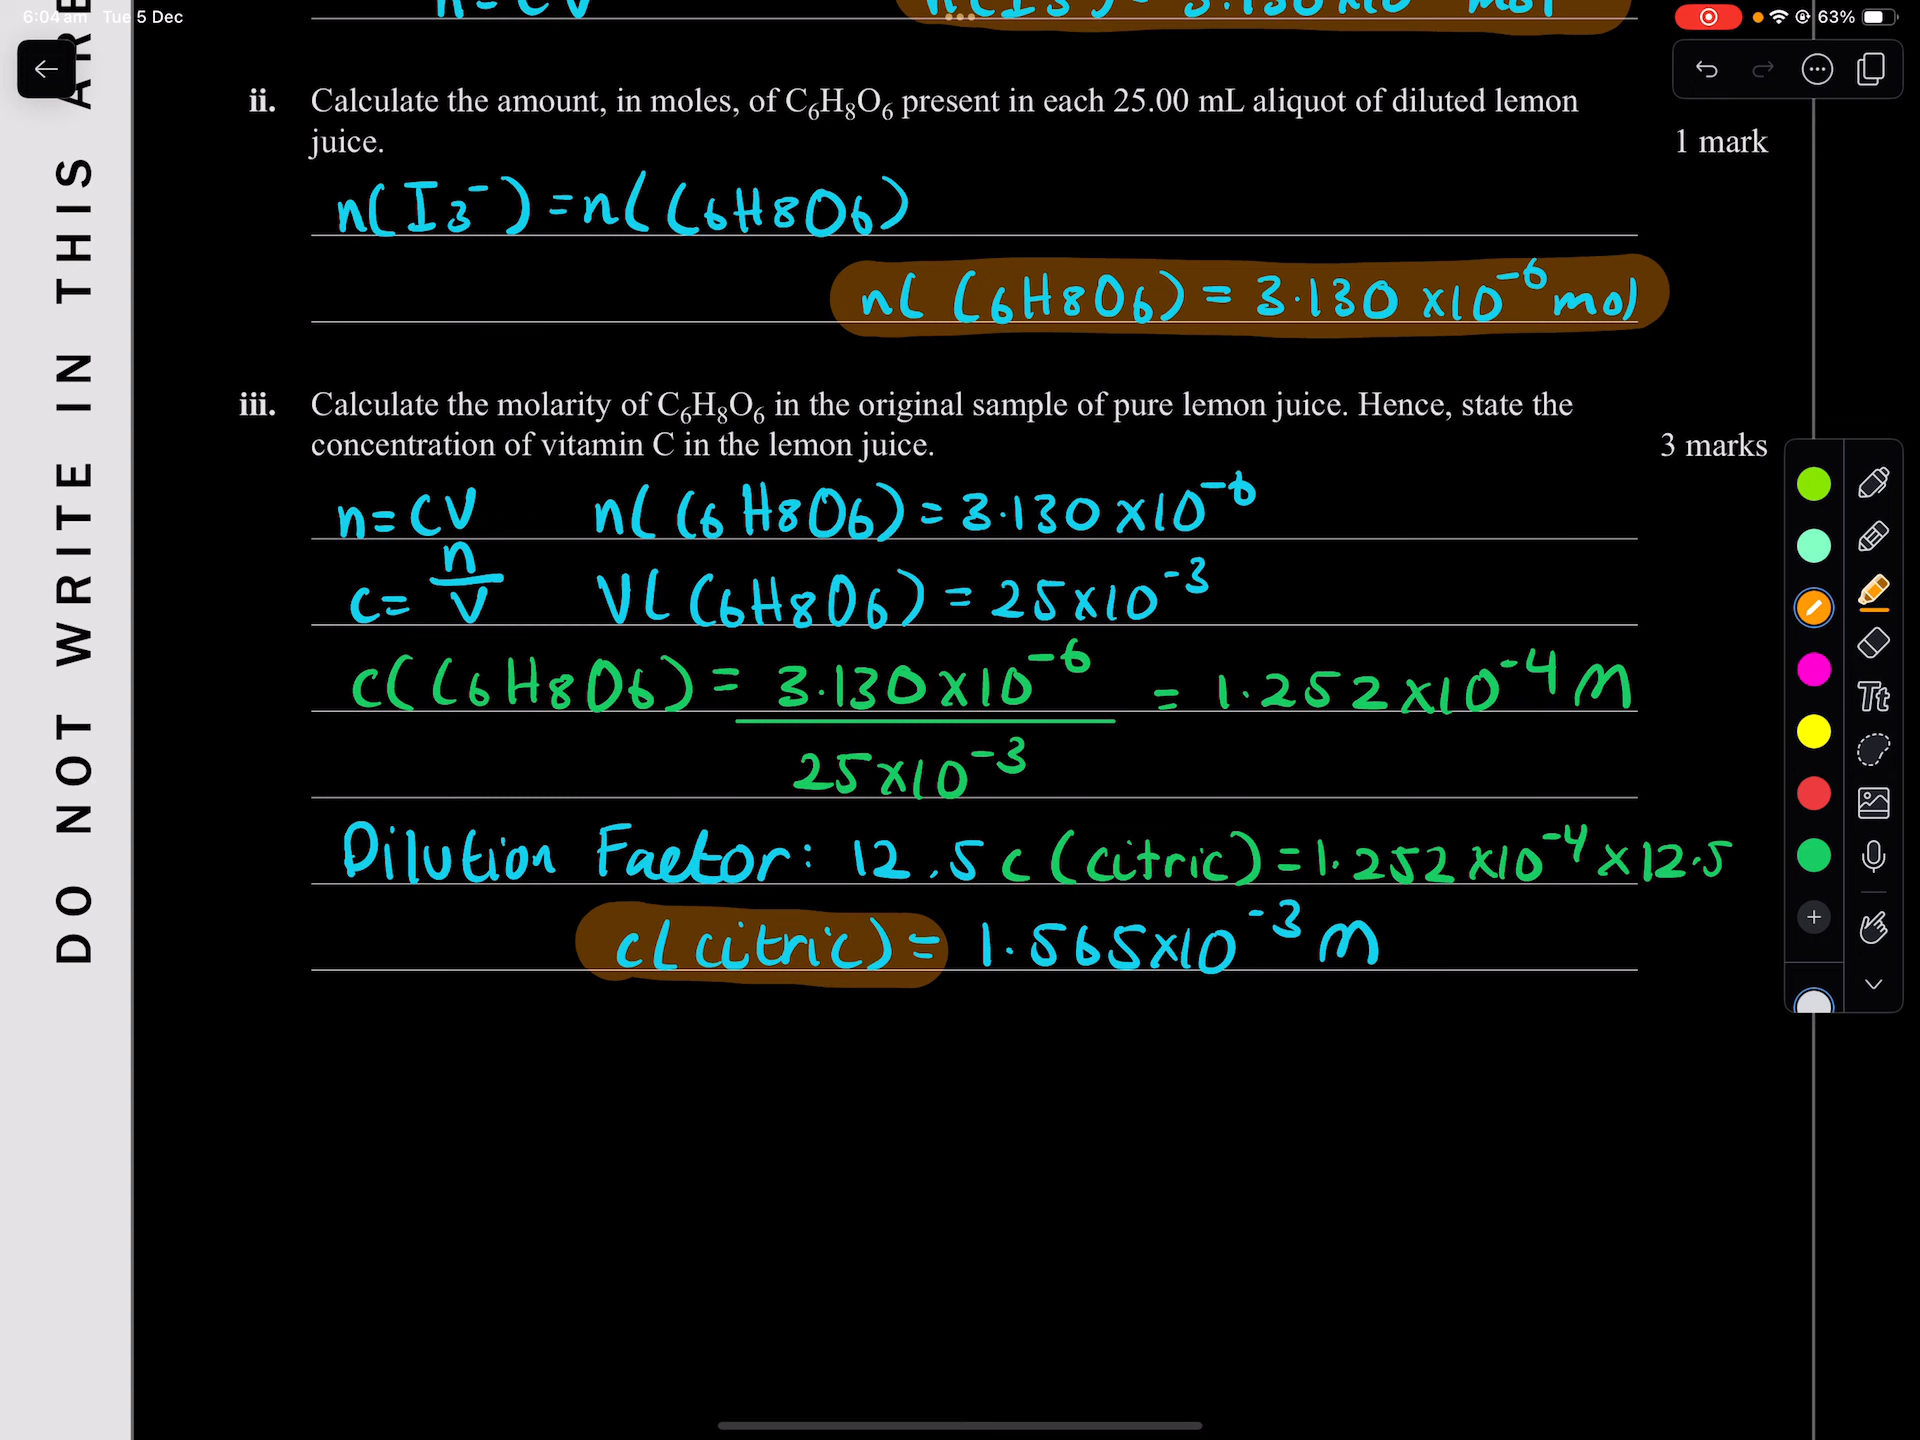 6:04 am Tue 5 Dec
63%
DO NOT WRITE IN THIS ARE
n = CV
ii. Calculate the amount, in moles, of C₆H₈O₆ present in each 25.00 mL aliquot of diluted lemon
juice.
1 mark
n(I₃⁻) = n(C₆H₈O₆)
n(C₆H₈O₆) = 3.130 x10⁻⁶ mol
iii. Calculate the molarity of C₆H₈O₆ in the original sample of pure lemon juice. Hence, state the
concentration of vitamin C in the lemon juice.
3 marks
n = CV n(C₆H₈O₆) = 3.130 x10⁻⁶
c = n/V V(C₆H₈O₆) = 25x10⁻³
c(C₆H₈O₆) = 3.130x10⁻⁶ = 1.252x10⁻⁴ M
25x10⁻³
Dilution Factor: 12.5 c(citric) = 1.252x10⁻⁴ x 12.5
c(citric) = 1.565x10⁻³ M
Tt